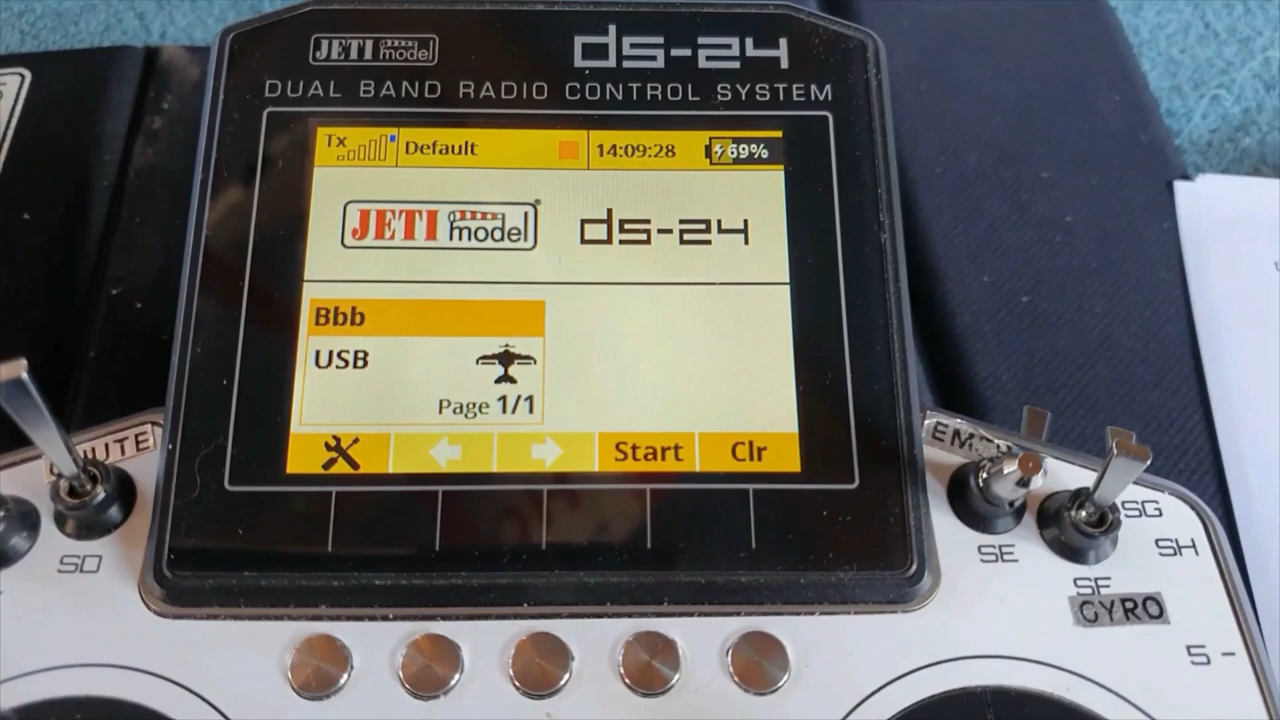 JETI model ds-24
DUAL BAND RADIO CONTROL SYSTEM
Tx Default 14:09:28 69%
JETI model® ds-24
Bbb
USB
Page 1/1
Start Clr
SD
SE
SG
SH
SF
GYRO
5 -